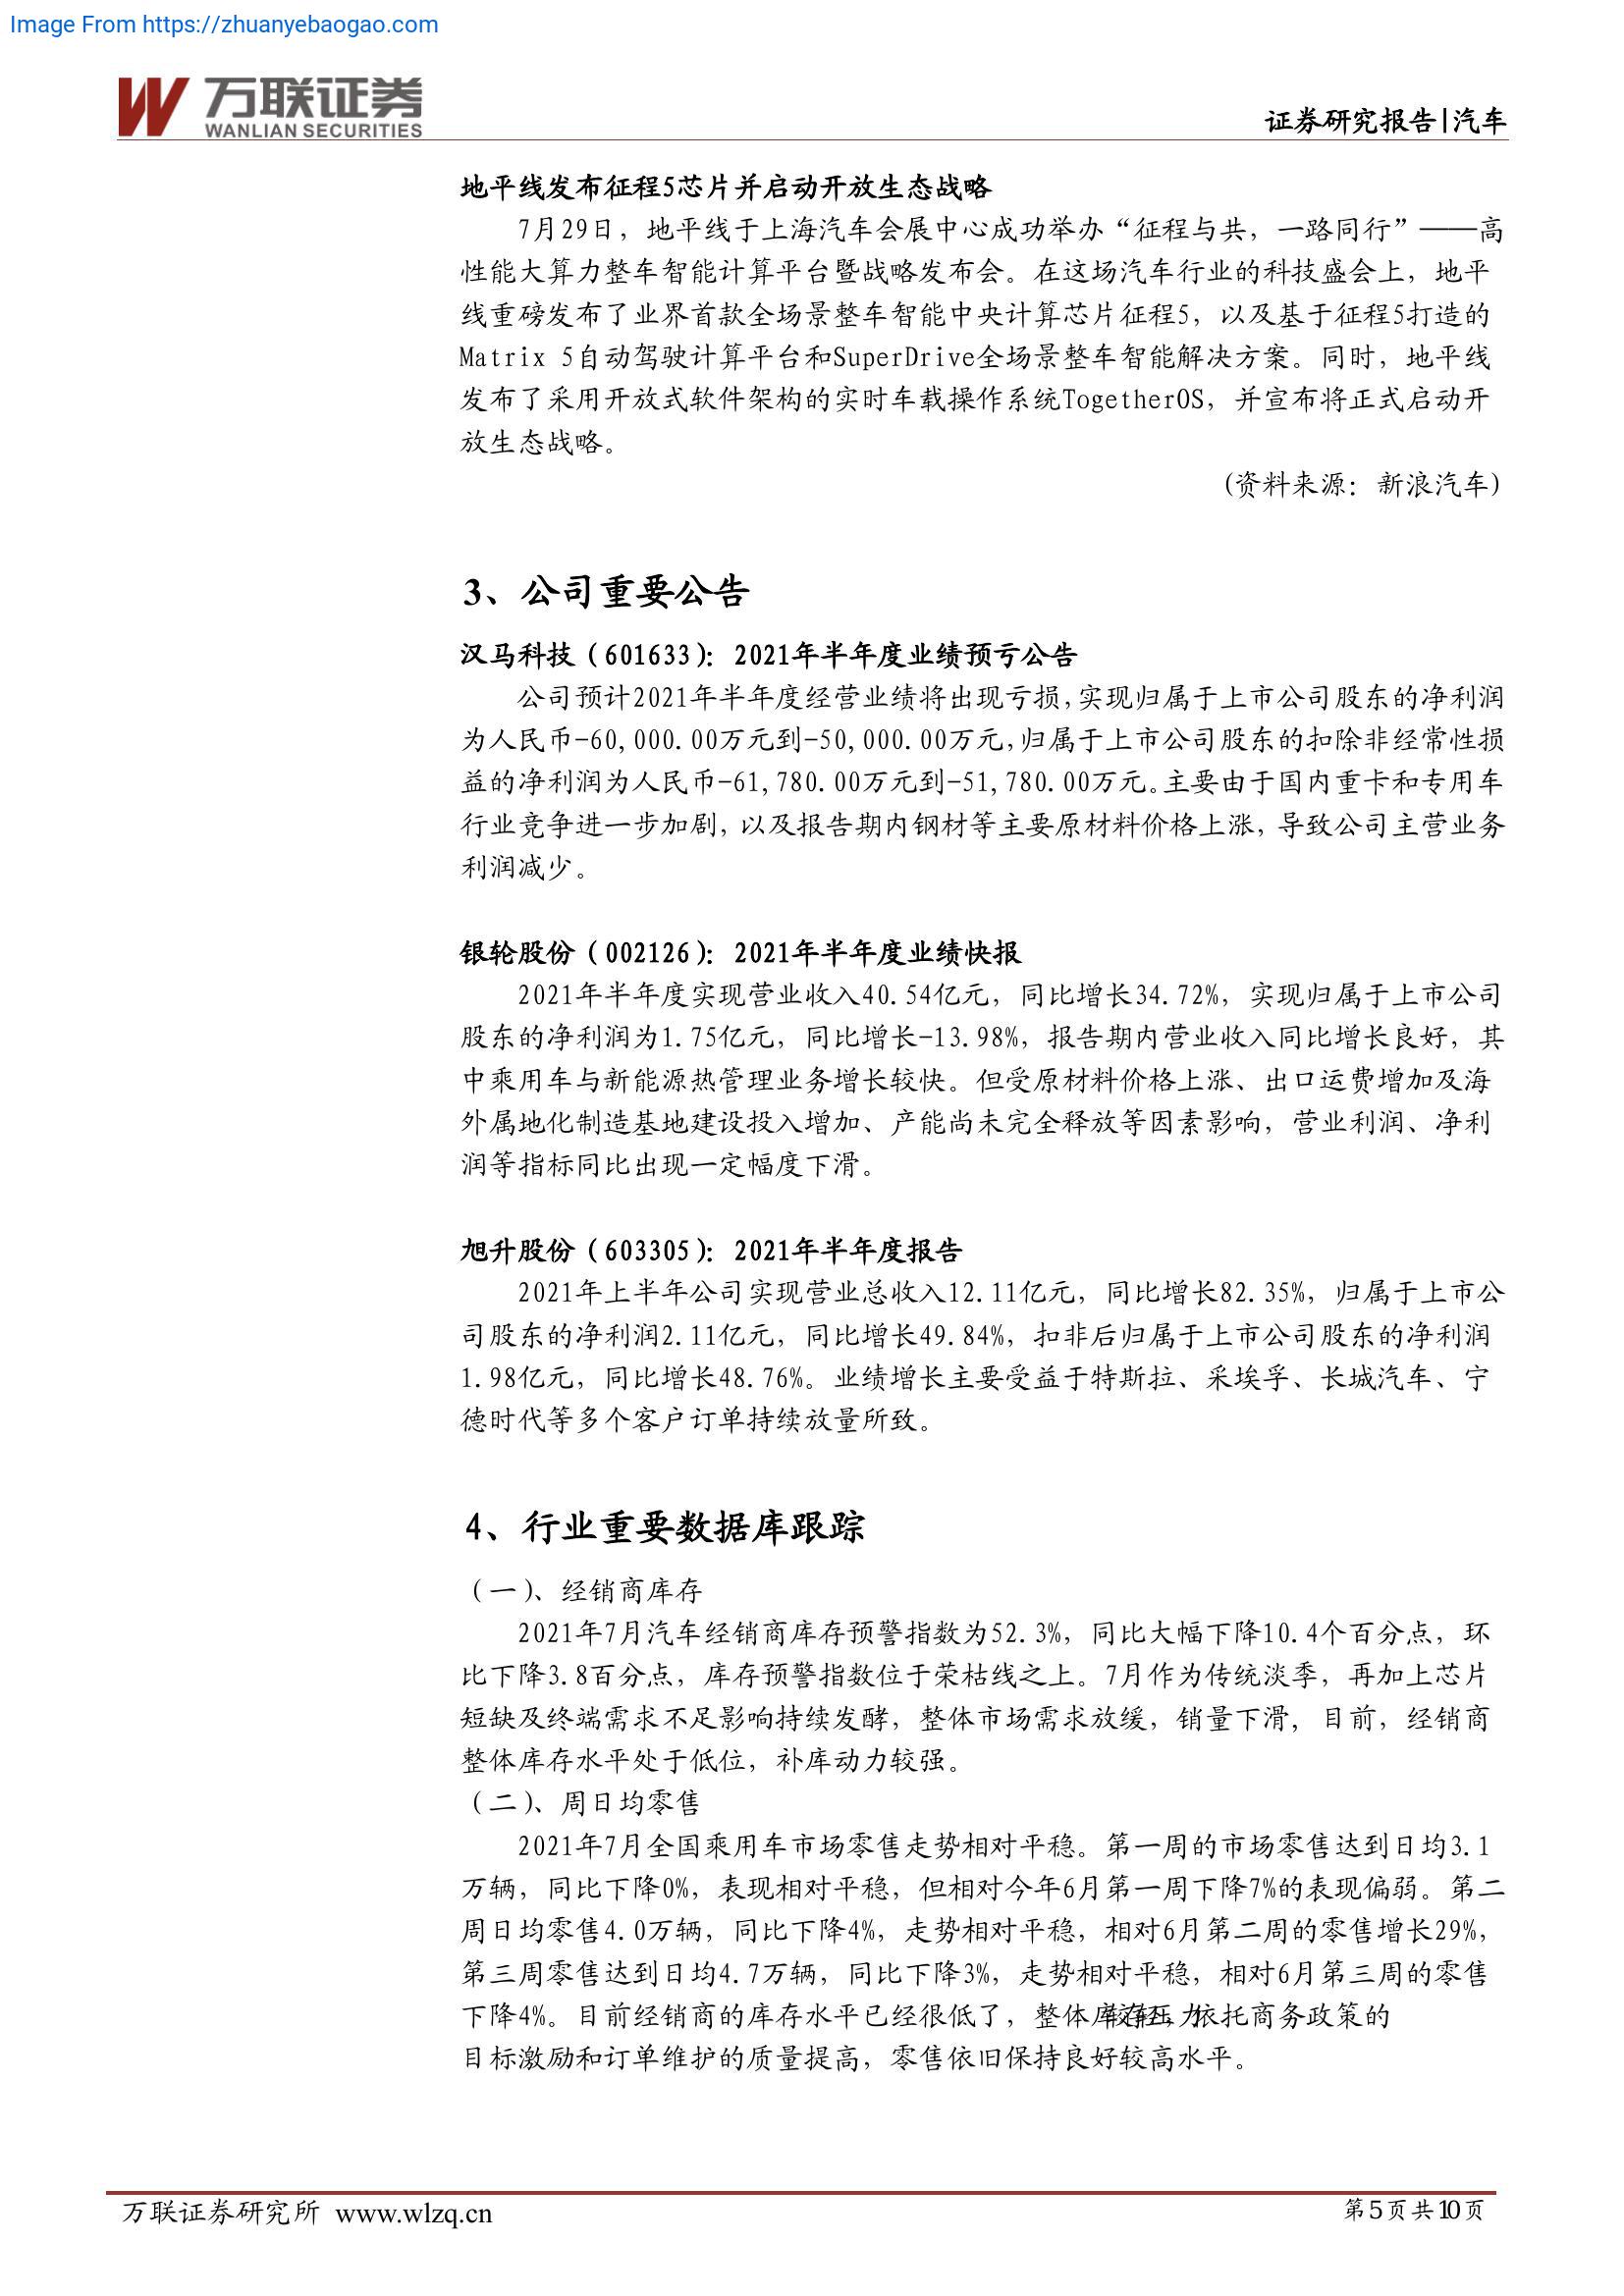 Image From https://zhuanyebaogao.com
万联证券
WANLIAN SECURITIES
证券研究报告|汽车
地平线发布征程5芯片并启动开放生态战略
7月29日，地平线于上海汽车会展中心成功举办“征程与共，一路同行”——高
性能大算力整车智能计算平台暨战略发布会。在这场汽车行业的科技盛会上，地平
线重磅发布了业界首款全场景整车智能中央计算芯片征程5，以及基于征程5打造的
Matrix 5自动驾驶计算平台和SuperDrive全场景整车智能解决方案。同时，地平线
发布了采用开放式软件架构的实时车载操作系统TogetherOS，并宣布将正式启动开
放生态战略。
(资料来源：新浪汽车)
3、公司重要公告
汉马科技（601633）：2021年半年度业绩预亏公告
公司预计2021年半年度经营业绩将出现亏损,实现归属于上市公司股东的净利润
为人民币-60,000.00万元到-50,000.00万元,归属于上市公司股东的扣除非经常性损
益的净利润为人民币-61,780.00万元到-51,780.00万元。主要由于国内重卡和专用车
行业竞争进一步加剧,以及报告期内钢材等主要原材料价格上涨,导致公司主营业务
利润减少。
银轮股份（002126）：2021年半年度业绩快报
2021年半年度实现营业收入40.54亿元，同比增长34.72%，实现归属于上市公司
股东的净利润为1.75亿元，同比增长-13.98%，报告期内营业收入同比增长良好，其
中乘用车与新能源热管理业务增长较快。但受原材料价格上涨、出口运费增加及海
外属地化制造基地建设投入增加、产能尚未完全释放等因素影响，营业利润、净利
润等指标同比出现一定幅度下滑。
旭升股份（603305）：2021年半年度报告
2021年上半年公司实现营业总收入12.11亿元，同比增长82.35%，归属于上市公
司股东的净利润2.11亿元，同比增长49.84%，扣非后归属于上市公司股东的净利润
1.98亿元，同比增长48.76%。业绩增长主要受益于特斯拉、采埃孚、长城汽车、宁
德时代等多个客户订单持续放量所致。
4、行业重要数据库跟踪
（一）、经销商库存
2021年7月汽车经销商库存预警指数为52.3%，同比大幅下降10.4个百分点，环
比下降3.8百分点，库存预警指数位于荣枯线之上。7月作为传统淡季，再加上芯片
短缺及终端需求不足影响持续发酵，整体市场需求放缓，销量下滑，目前，经销商
整体库存水平处于低位，补库动力较强。
（二）、周日均零售
2021年7月全国乘用车市场零售走势相对平稳。第一周的市场零售达到日均3.1
万辆，同比下降0%，表现相对平稳，但相对今年6月第一周下降7%的表现偏弱。第二
周日均零售4.0万辆，同比下降4%，走势相对平稳，相对6月第二周的零售增长29%，
第三周零售达到日均4.7万辆，同比下降3%，走势相对平稳，相对6月第三周的零售
下降4%。目前经销商的库存水平已经很低了，整体库存压力较轻，依托商务政策的
目标激励和订单维护的质量提高，零售依旧保持良好较高水平。
万联证券研究所 www.wlzq.cn
第5页共10页